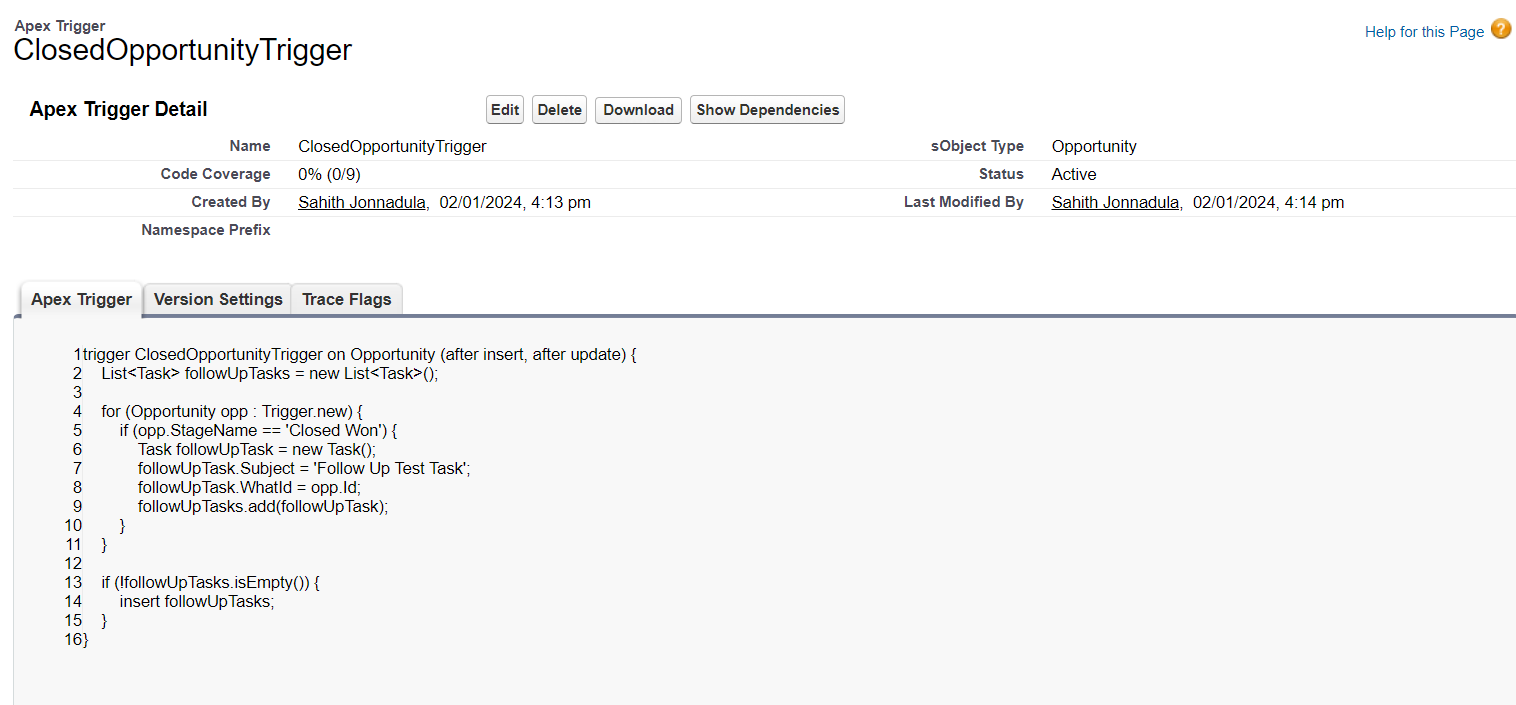 Apex Trigger
ClosedOpportunityTrigger
Help for this Page ?
Apex Trigger Detail
Edit Delete Download Show Dependencies
Name ClosedOpportunityTrigger sObject Type Opportunity
Code Coverage 0% (0/9) Status Active
Created By Sahith Jonnadula, 02/01/2024, 4:13 pm Last Modified By Sahith Jonnadula, 02/01/2024, 4:14 pm
Namespace Prefix
Apex Trigger Version Settings Trace Flags
1trigger ClosedOpportunityTrigger on Opportunity (after insert, after update) {
2 List<Task> followUpTasks = new List<Task>();
3
4 for (Opportunity opp : Trigger.new) {
5 if (opp.StageName == 'Closed Won') {
6 Task followUpTask = new Task();
7 followUpTask.Subject = 'Follow Up Test Task';
8 followUpTask.WhatId = opp.Id;
9 followUpTasks.add(followUpTask);
10 }
11 }
12
13 if (!followUpTasks.isEmpty()) {
14 insert followUpTasks;
15 }
16}